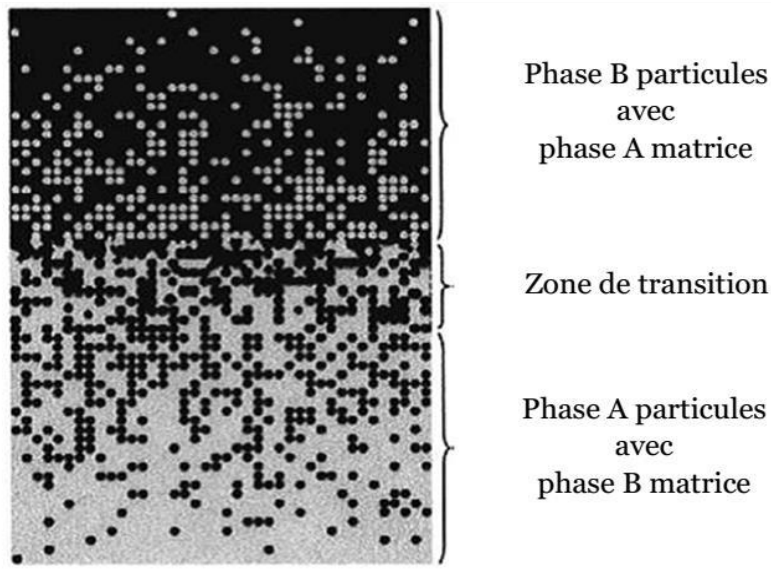 Phase B particules
avec
phase A matrice
Zone de transition
Phase A particules
avec
phase B matrice